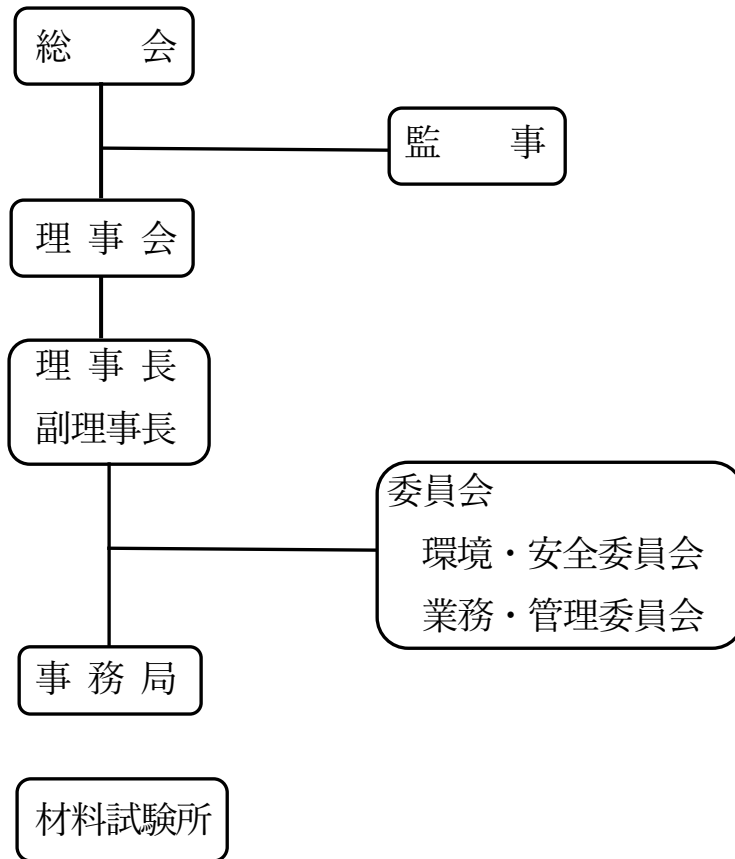 総　会
監　事
理 事 会
理 事 長
副理事長
委員会
環境・安全委員会
業務・管理委員会
事 務 局
材料試験所